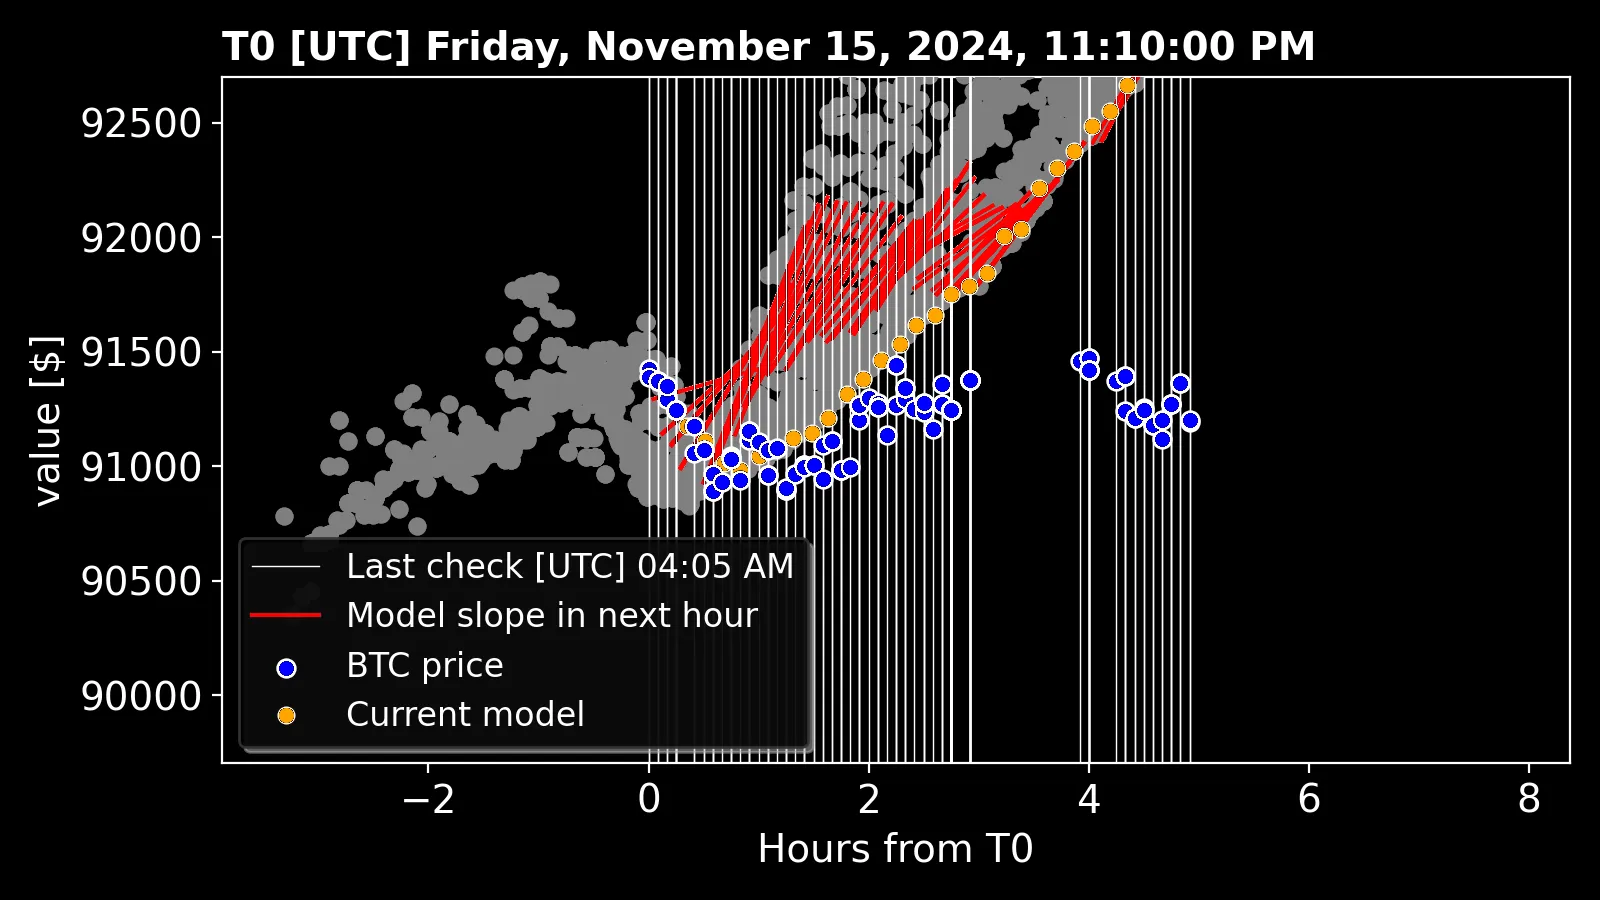 T0 [UTC] Friday, November 15, 2024, 11:10:00 PM
value [$]
92500
92000
91500
91000
90500
90000
Last check [UTC] 04:05 AM
Model slope in next hour
BTC price
Current model
−2 0 2 4 6 8
Hours from T0